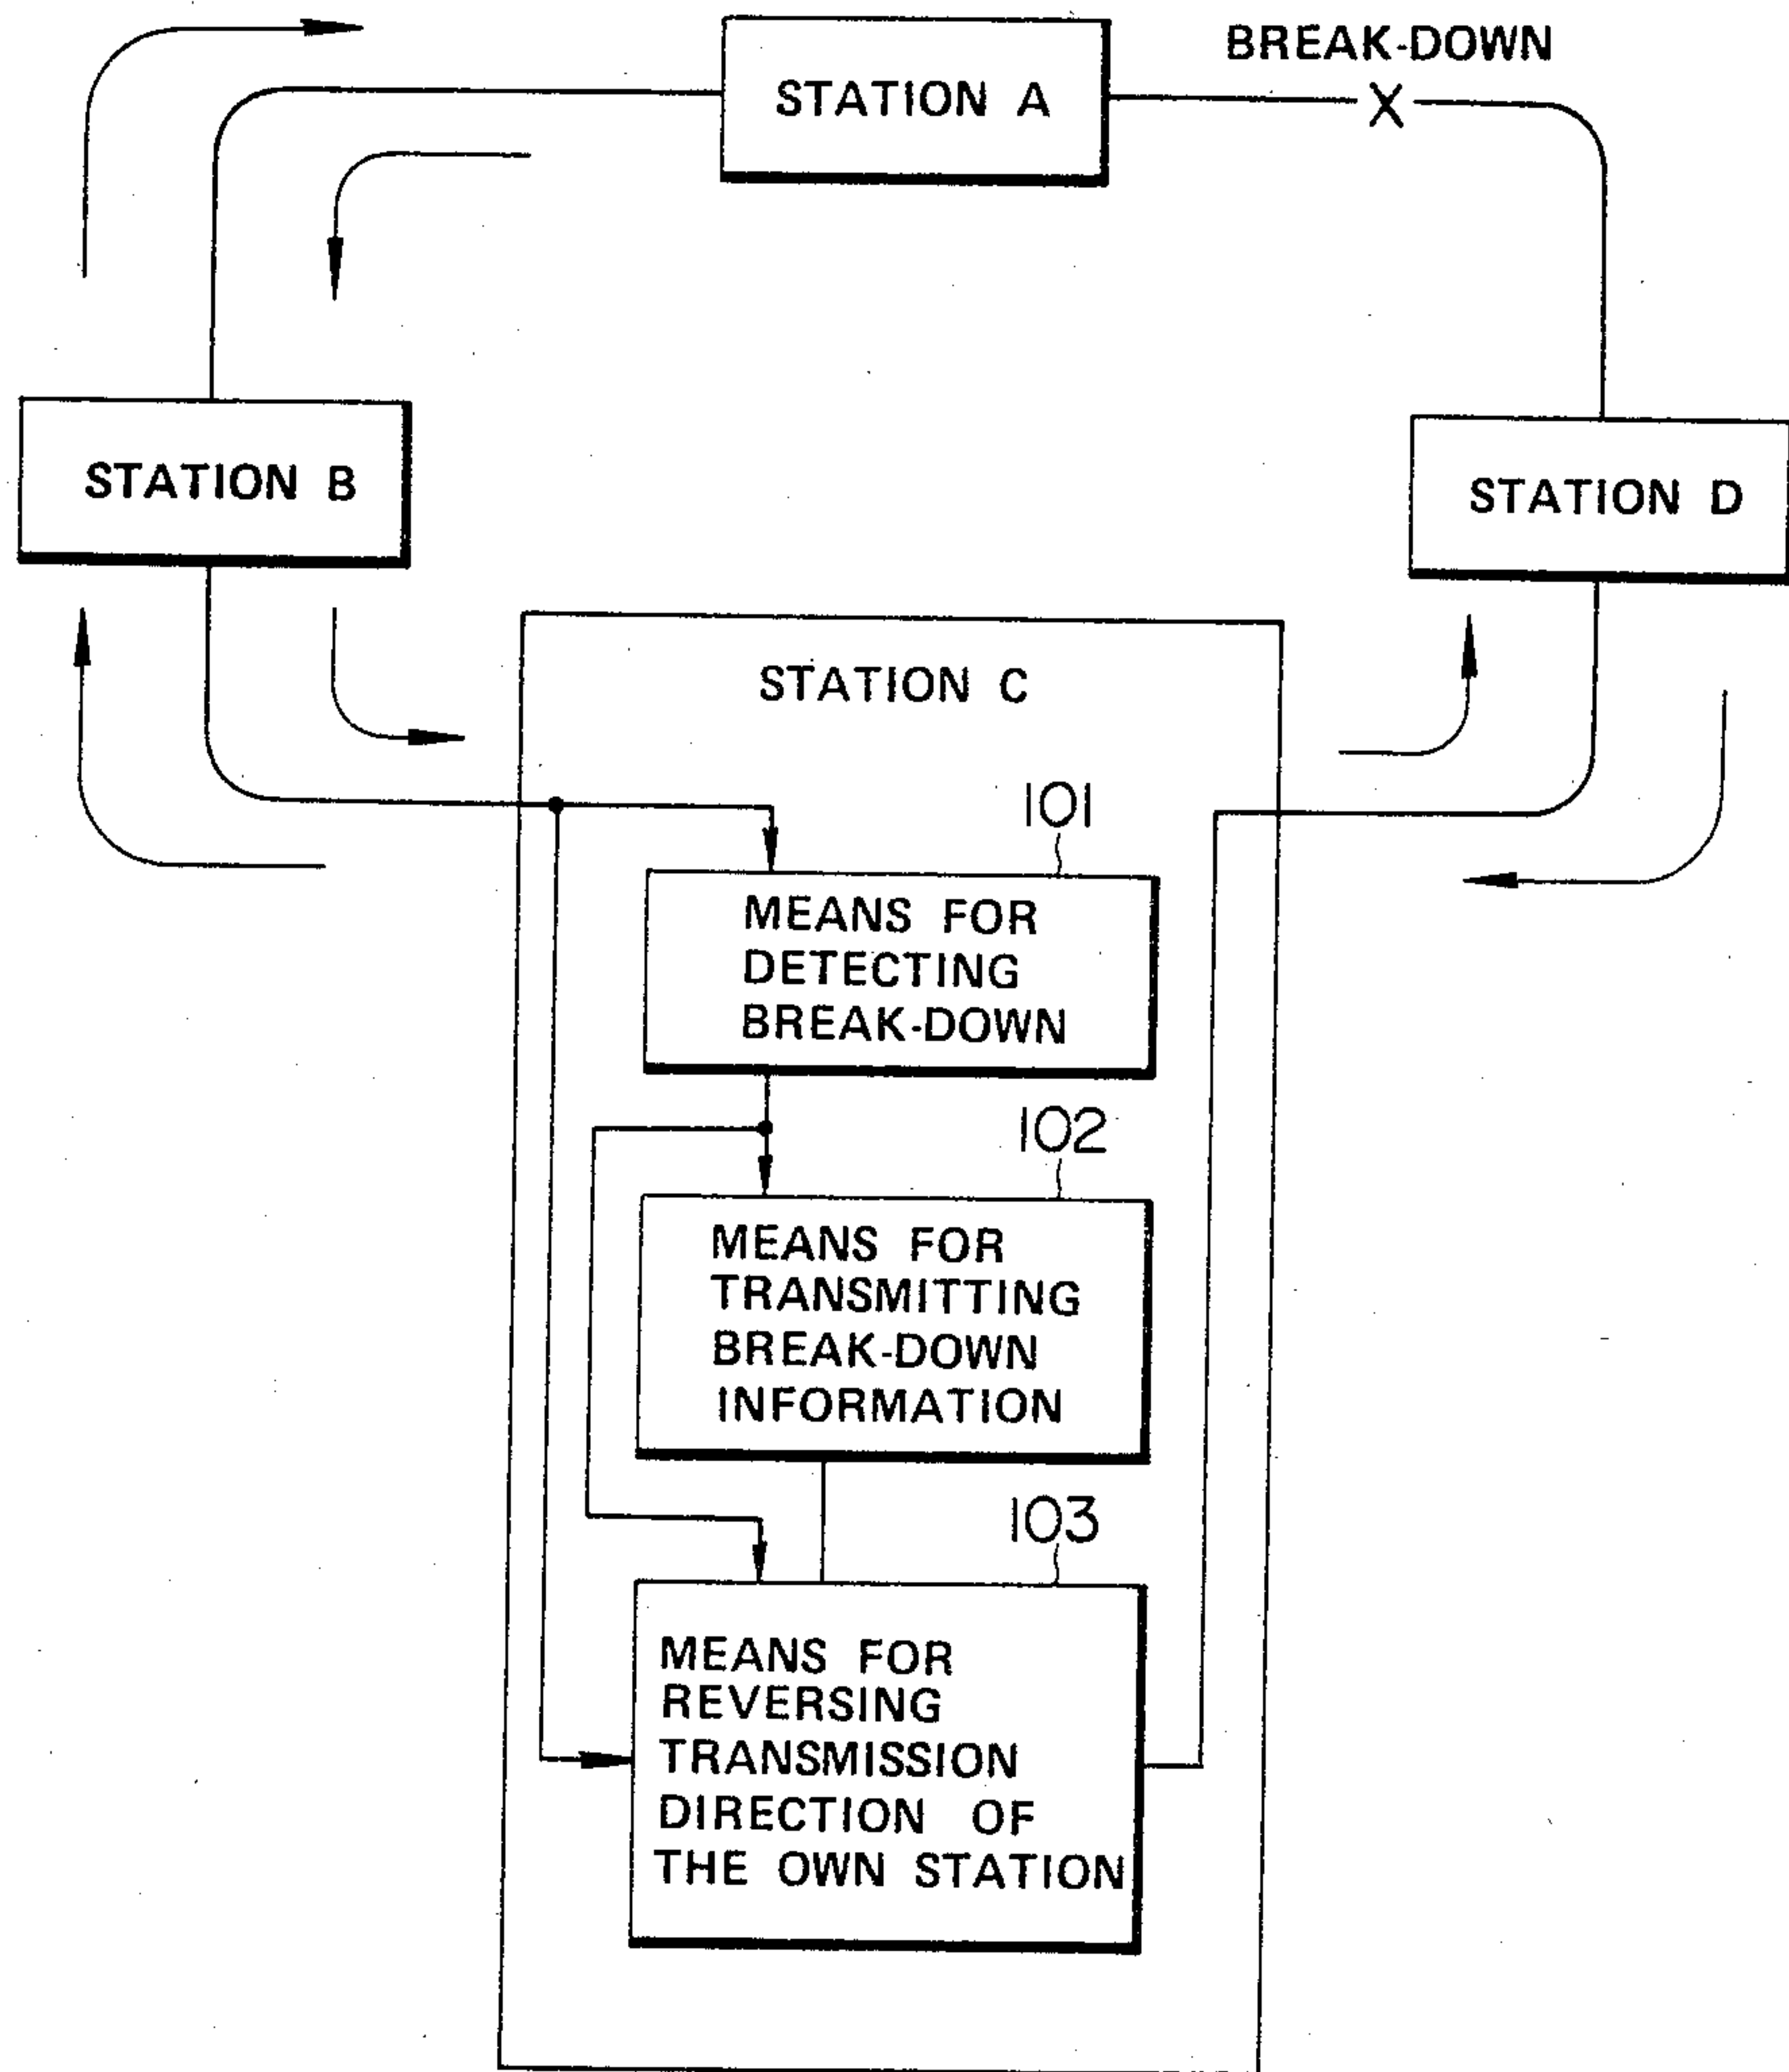 BREAK-DOWN
STATION A
X
STATION B
STATION D
STATION C
101
MEANS FOR
DETECTING
BREAK-DOWN
102
MEANS FOR
TRANSMITTING
BREAK-DOWN
INFORMATION
103
MEANS FOR
REVERSING
TRANSMISSION
DIRECTION OF
THE OWN STATION